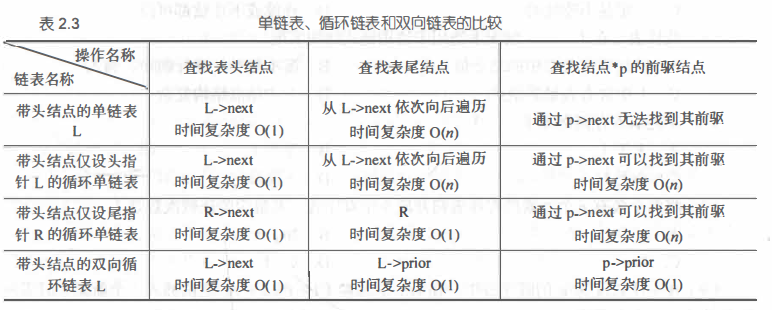 表 2.3 单链表、循环链表和双向链表的比较
操作名称
链表名称 查找表头结点 查找表尾结点 查找结点*p 的前驱结点
带头结点的单链表 L->next 从 L->next 依次向后遍历 通过 p->next 无法找到其前驱
L 时间复杂度 O(1) 时间复杂度 O(n)
带头结点仅设头指 L->next 从 L->next 依次向后遍历 通过 p->next 可以找到其前驱
针 L 的循环单链表 时间复杂度 O(1) 时间复杂度 O(n) 时间复杂度 O(n)
带头结点仅设尾指 R->next R 通过 p->next 可以找到其前驱
针 R 的循环单链表 时间复杂度 O(1) 时间复杂度 O(1) 时间复杂度 O(n)
带头结点的双向循 L->next L->prior p->prior
环链表 L 时间复杂度 O(1) 时间复杂度 O(1) 时间复杂度 O(1)